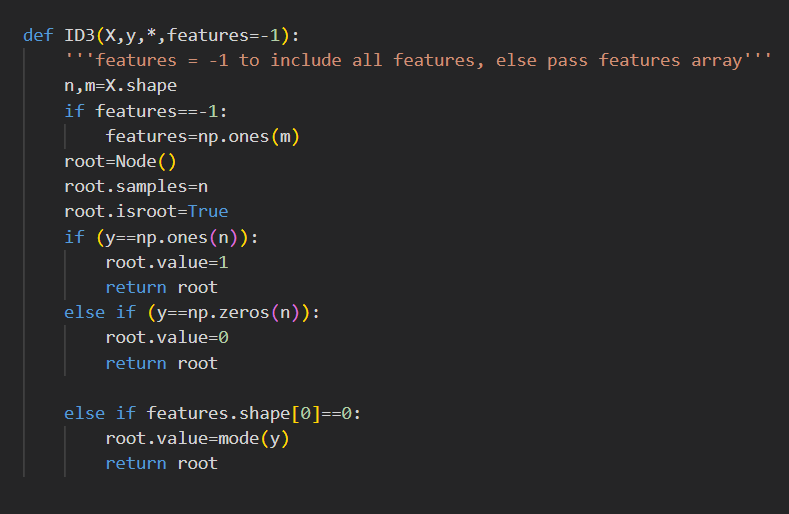 def ID3(X,y,*,features=-1):
    '''features = -1 to include all features, else pass features array'''
    n,m=X.shape
    if features==-1:
        features=np.ones(m)
    root=Node()
    root.samples=n
    root.isroot=True
    if (y==np.ones(n)):
        root.value=1
        return root
    else if (y==np.zeros(n)):
        root.value=0
        return root

    else if features.shape[0]==0:
        root.value=mode(y)
        return root